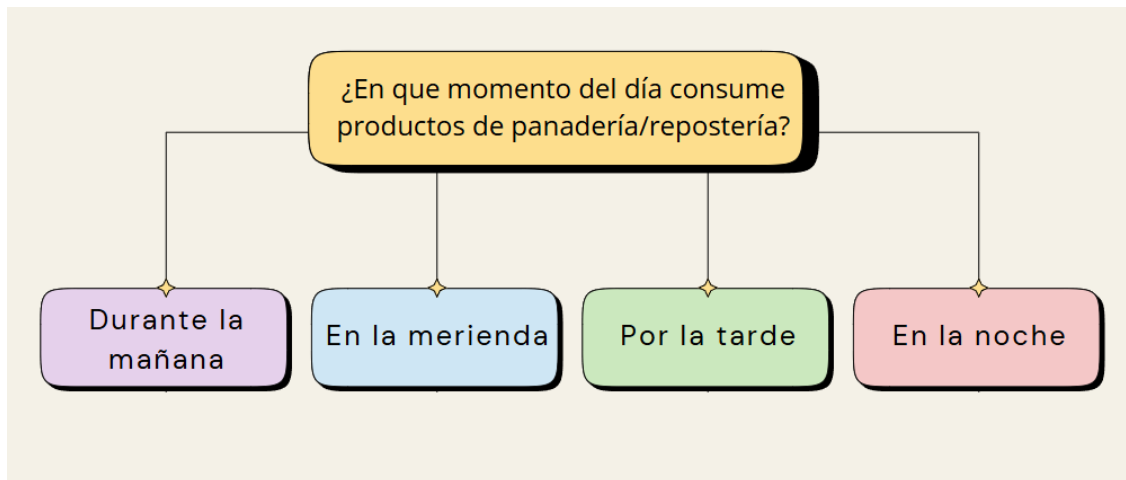 ¿En que momento del día consume
productos de panadería/repostería?
Durante la
mañana
En la merienda
Por la tarde
En la noche